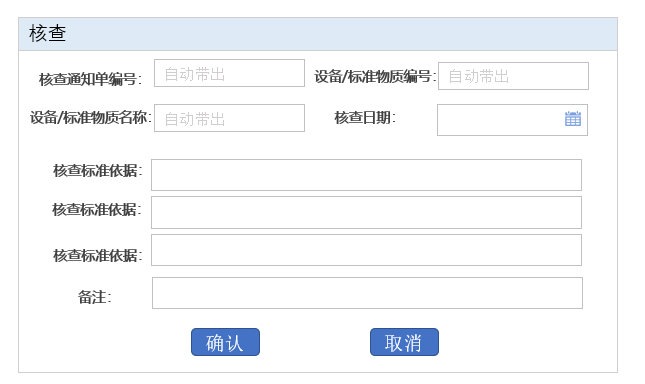 核查
核查通知单编号: 自动带出 设备/标准物质编号: 自动带出
设备/标准物质名称: 自动带出 核查日期:
核查标准依据:
核查标准依据:
核查标准依据:
备注:
确认 取消